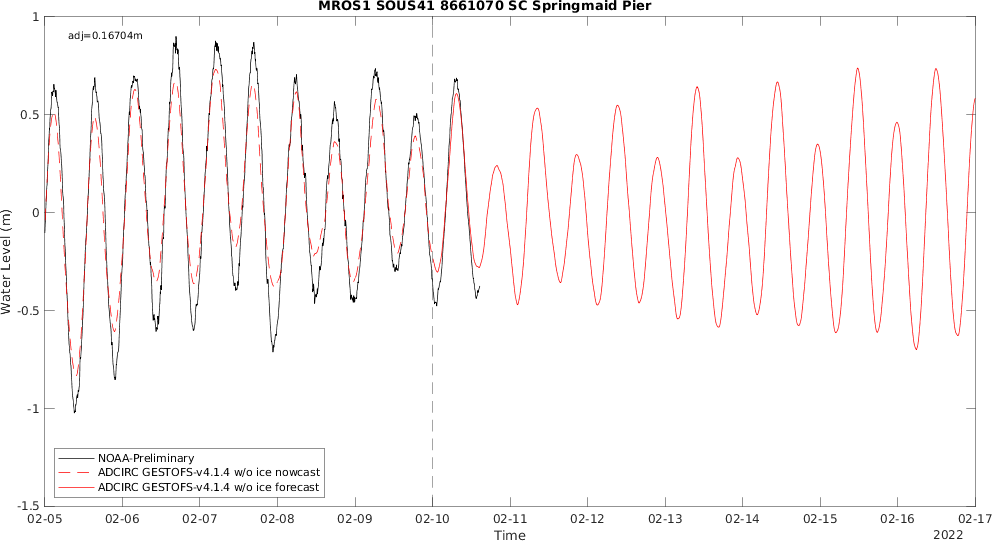 MROS1 SOUS41 8661070 SC Springmaid Pier
adj=0.16704m
1
0.5
0
-0.5
-1
-1.5
Water Level (m)
NOAA-Preliminary
ADCIRC GESTOFS-v4.1.4 w/o ice nowcast
ADCIRC GESTOFS-v4.1.4 w/o ice forecast
02-05 02-06 02-07 02-08 02-09 02-10 02-11 02-12 02-13 02-14 02-15 02-16 02-17
Time
2022